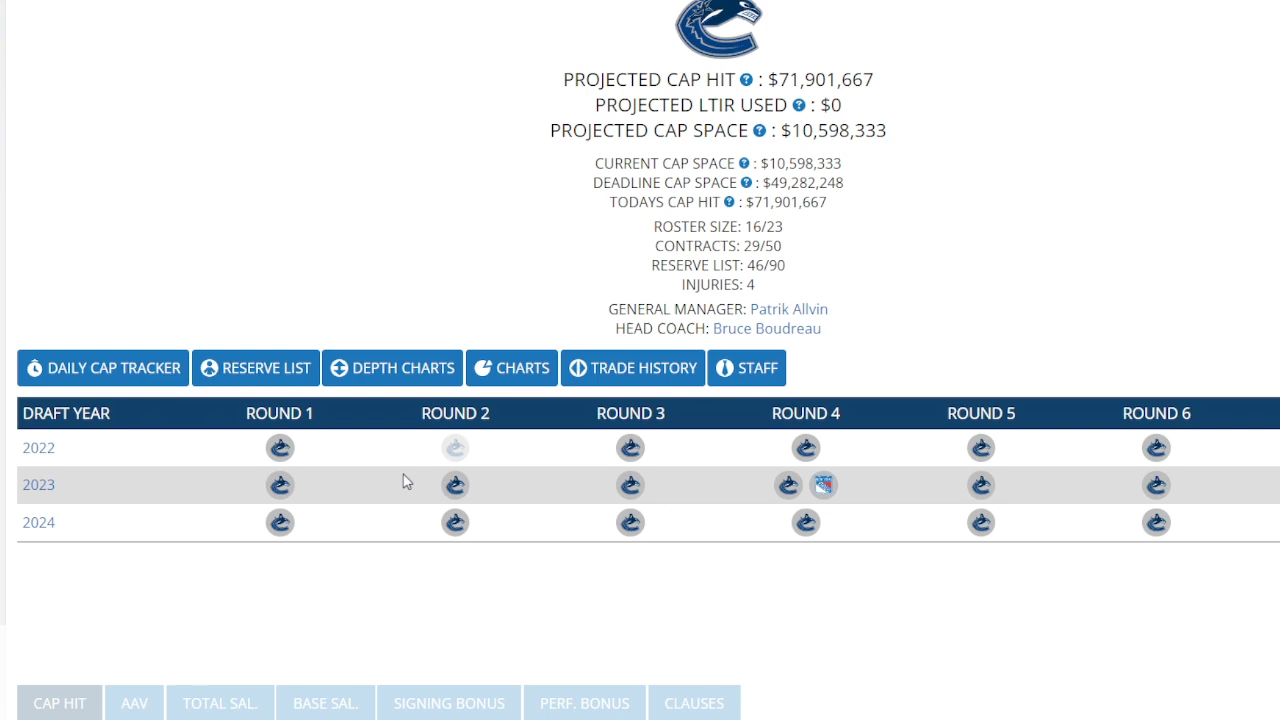 PROJECTED CAP HIT ? : $71,901,667
PROJECTED LTIR USED ? : $0
PROJECTED CAP SPACE ? : $10,598,333
CURRENT CAP SPACE ? : $10,598,333
DEADLINE CAP SPACE ? : $49,282,248
TODAYS CAP HIT ? : $71,901,667
ROSTER SIZE: 16/23
CONTRACTS: 29/50
RESERVE LIST: 46/90
INJURIES: 4
GENERAL MANAGER: Patrik Allvin
HEAD COACH: Bruce Boudreau
DAILY CAP TRACKER RESERVE LIST DEPTH CHARTS CHARTS TRADE HISTORY STAFF
DRAFT YEAR ROUND 1 ROUND 2 ROUND 3 ROUND 4 ROUND 5 ROUND 6
2022
2023
2024
CAP HIT AAV TOTAL SAL. BASE SAL. SIGNING BONUS PERF. BONUS CLAUSES